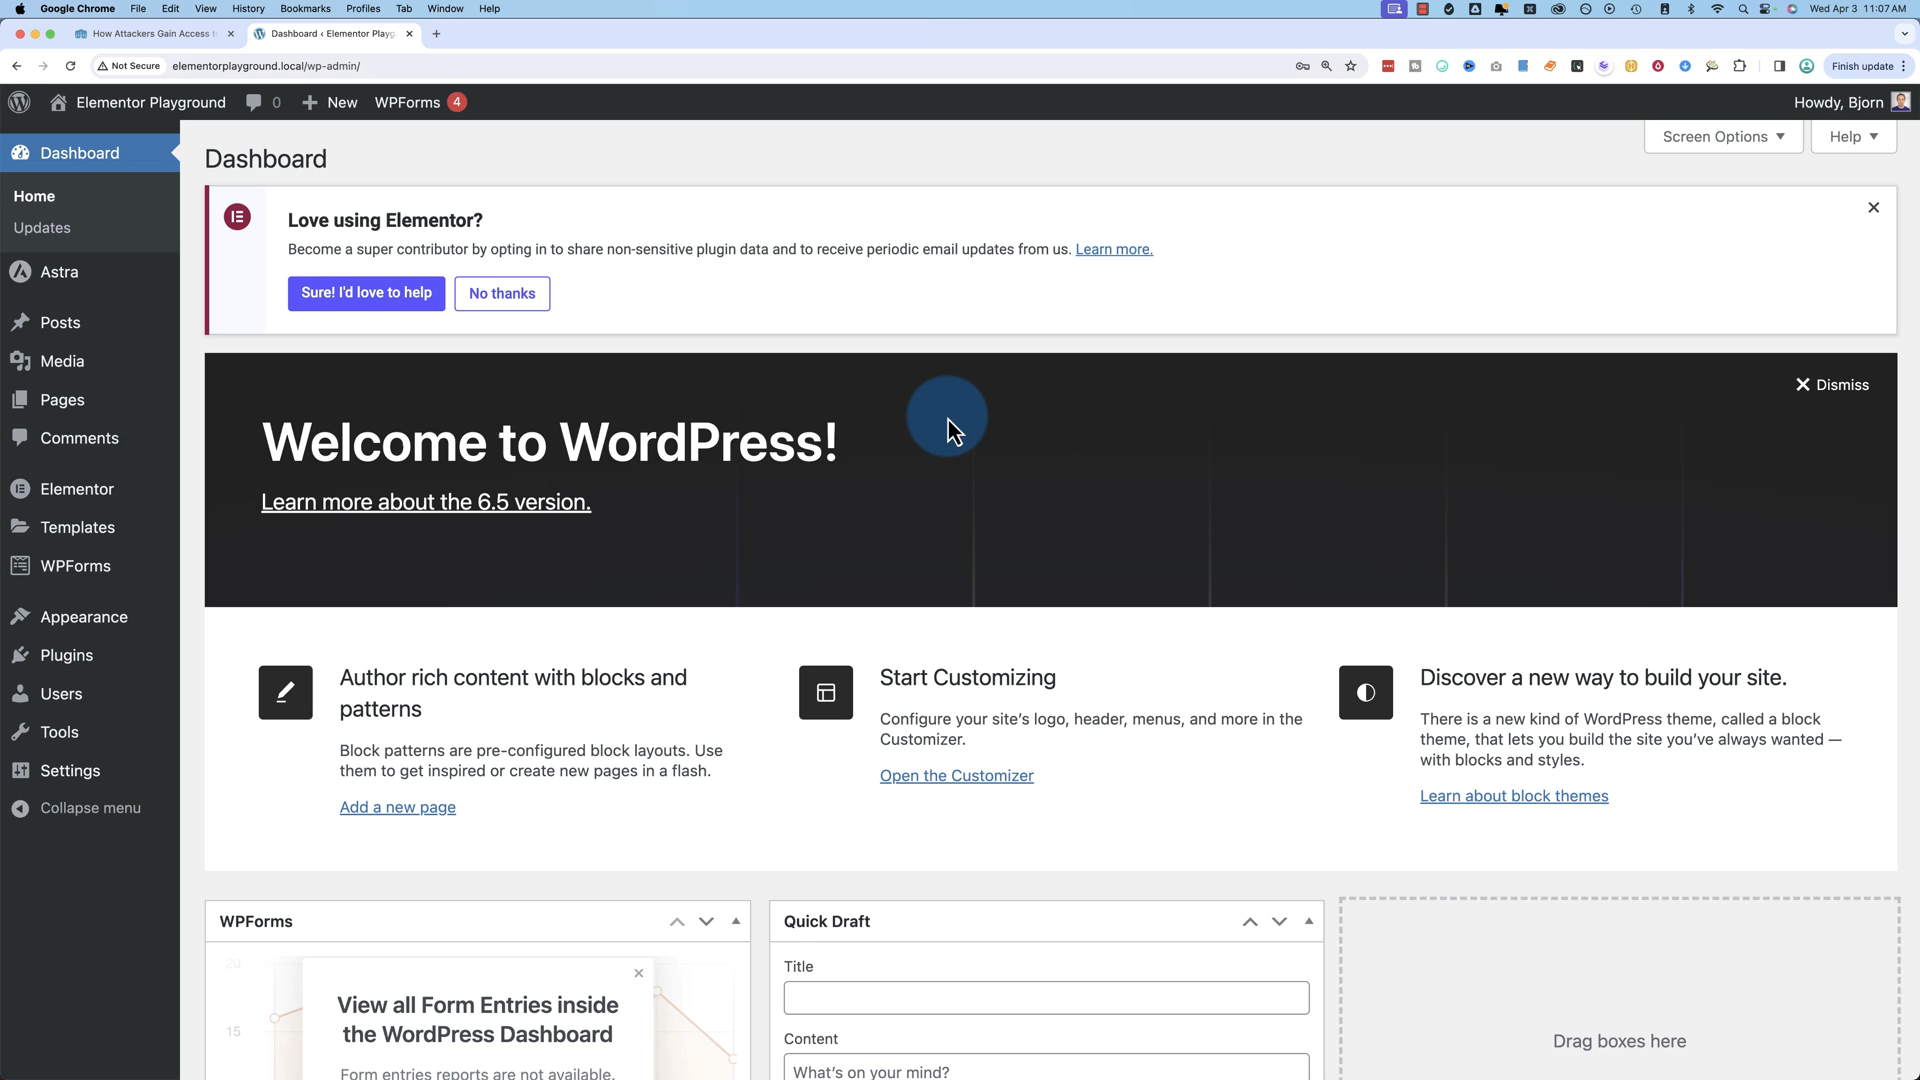 Google Chrome File Edit View History Bookmarks Profiles Tab Window Help Wed Apr 3 11:07 AM
How Attackers Gain Access t Dashboard ‹ Elementor Playg
Not Secure elementorplayground.local/wp-admin/ Finish update
Elementor Playground 0 New WPForms 4 Howdy, Bjorn
Dashboard
Home
Updates
Astra
Posts
Media
Pages
Comments
Elementor
Templates
WPForms
Appearance
Plugins
Users
Tools
Settings
Collapse menu
Screen Options Help
Dashboard
Love using Elementor?
Become a super contributor by opting in to share non-sensitive plugin data and to receive periodic email updates from us. Learn more.
Sure! I'd love to help No thanks
Dismiss
Welcome to WordPress!
Learn more about the 6.5 version.
Author rich content with blocks and
patterns
Block patterns are pre-configured block layouts. Use
them to get inspired or create new pages in a flash.
Add a new page
Start Customizing
Configure your site's logo, header, menus, and more in the
Customizer.
Open the Customizer
Discover a new way to build your site.
There is a new kind of WordPress theme, called a block
theme, that lets you build the site you've always wanted —
with blocks and styles.
Learn about block themes
WPForms
20
15
View all Form Entries inside
the WordPress Dashboard
Form entries reports are not available.
Quick Draft
Title
Content
What's on your mind?
Drag boxes here